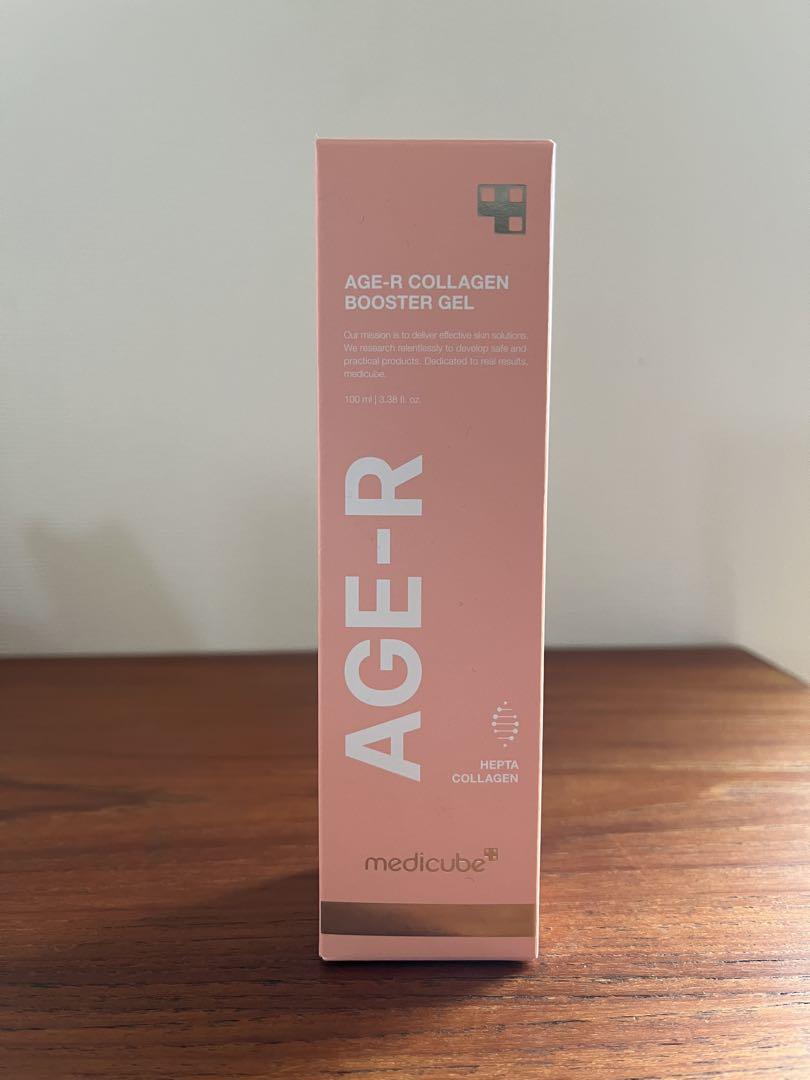 AGE-R COLLAGEN
BOOSTER GEL
Our mission is to deliver effective skin solutions.
We research relentlessly to develop safe and
practical products. Dedicated to real results,
medicube.
100 ml | 3.38 fl. oz.
AGE-R
HEPTA
COLLAGEN
medicube